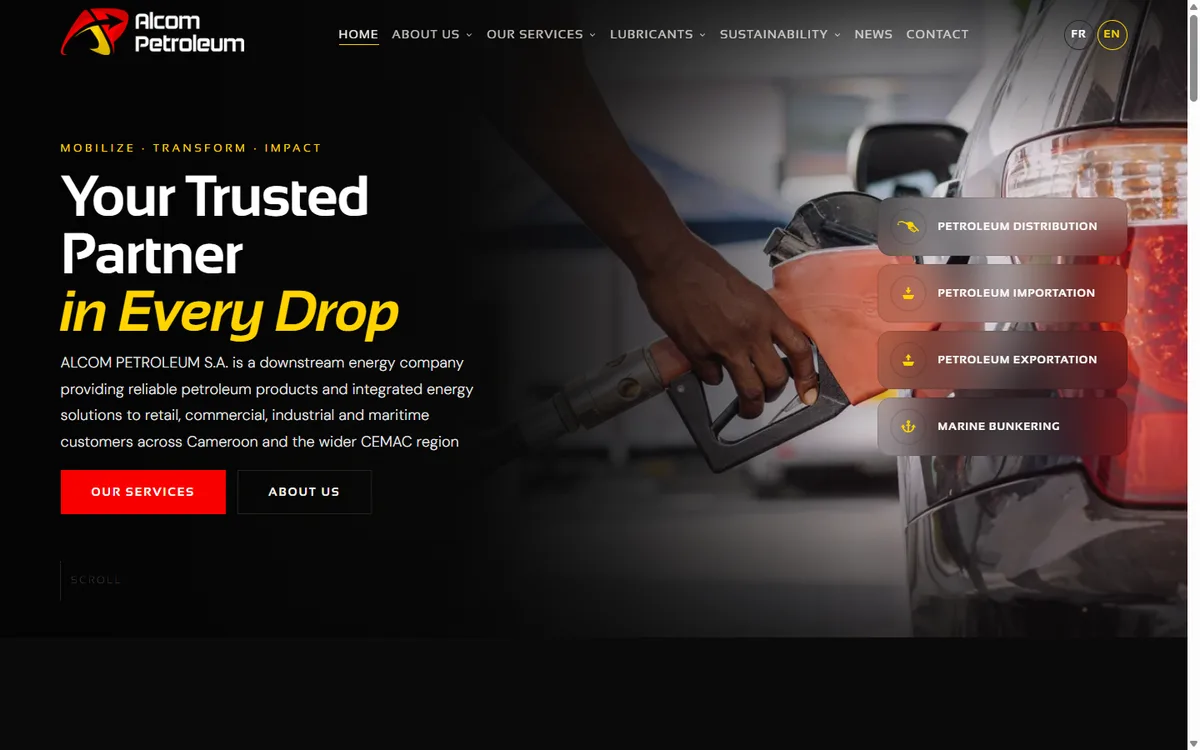 Alcom
Petroleum
HOME
ABOUT US
OUR SERVICES
LUBRICANTS
SUSTAINABILITY
NEWS
CONTACT
FR
EN
MOBILIZE · TRANSFORM · IMPACT
Your Trusted
Partner
in Every Drop
ALCOM PETROLEUM S.A. is a downstream energy company
providing reliable petroleum products and integrated energy
solutions to retail, commercial, industrial and maritime
customers across Cameroon and the wider CEMAC region
OUR SERVICES
ABOUT US
SCROLL
PETROLEUM DISTRIBUTION
PETROLEUM IMPORTATION
PETROLEUM EXPORTATION
MARINE BUNKERING